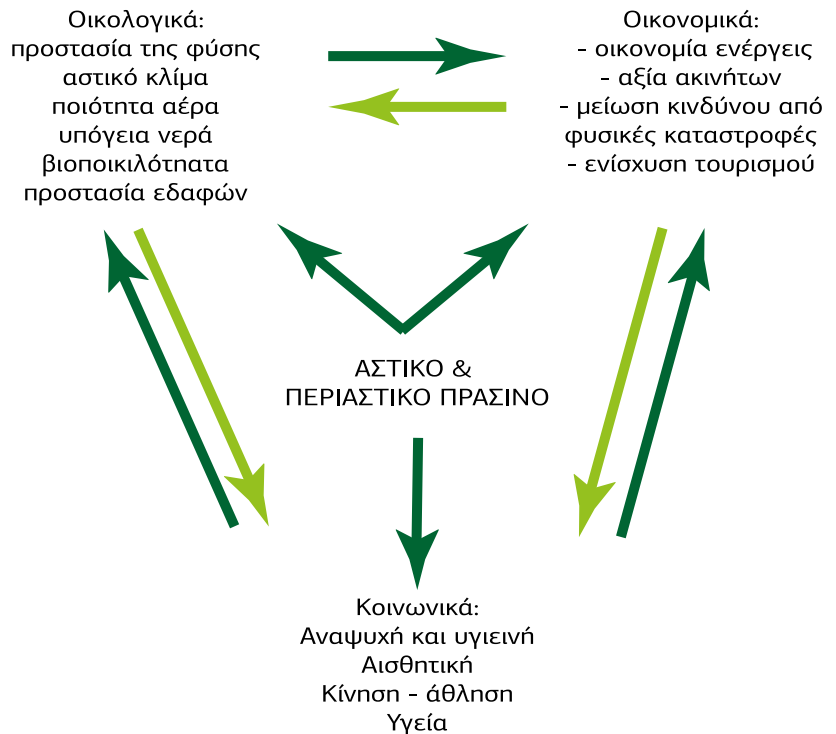 Οικολογικά:
προστασία της φύσης
αστικό κλίμα
ποιότητα αέρα
υπόγεια νερά
βιοποικιλότηατα
προστασία εδαφών
Οικονομικά:
- οικονομία ενέργεις
- αξία ακινήτων
- μείωση κινδύνου από
φυσικές καταστροφές
- ενίσχυση τουρισμού
ΑΣΤΙΚΟ &
ΠΕΡΙΑΣΤΙΚΟ ΠΡΑΣΙΝΟ
Κοινωνικά:
Αναψυχή και υγιεινή
Αισθητική
Κίνηση - άθληση
Υγεία